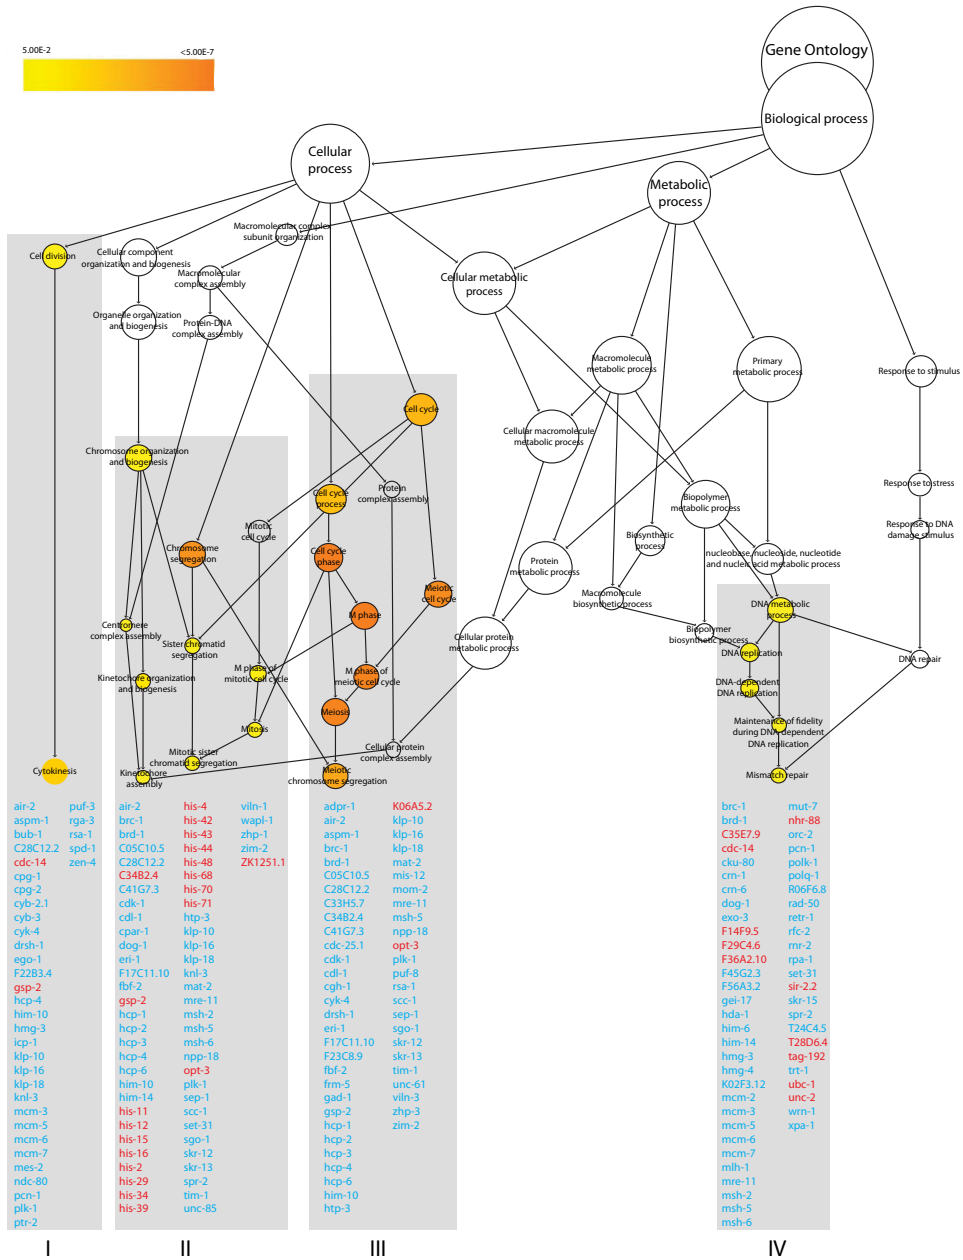 5.00E-2
<5.00E-7
Gene Ontology
Biological process
Cellular
process
Metabolic
process
Macromolecular complex
subunit organization
Cell division
Cellular component
organization and biogenesis
Macromolecular
complex assembly
Cellular metabolic
process
Organelle organization
and biogenesis
Protein-DNA
complex assembly
Macromolecule
metabolic process
Primary
metabolic process
Response to stimulus
Cell cycle
Cellular macromolecule
metabolic process
Chromosome organization
and biogenesis
Cell cycle
process
Protein
complex assembly
Biopolymer
metabolic process
Response to stress
Mitotic
cell cycle
Response to DNA
damage stimulus
Chromosome
segregation
Cell cycle
phase
Biosynthetic
process
nucleobase, nucleoside, nucleotide
and nucleic acid metabolic process
Protein
metabolic process
Meiotic
cell cycle
Macromolecule
biosynthetic process
DNA metabolic
process
M phase
Centromere
complex assembly
Sister chromatid
segregation
Cellular protein
metabolic process
Biopolymer
biosynthetic process
DNA replication
DNA repair
M phase of
mitotic cell cycle
M phase of
meiotic cell cycle
Kinetochore organization
and biogenesis
DNA-dependent
DNA replication
Meiosis
Mitosis
Maintenance of fidelity
during DNA-dependent
DNA replication
Mitotic sister
chromatid segregation
Cellular protein
complex assembly
Cytokinesis
Kinetochore
assembly
Meiotic
chromosome segregation
Mismatch repair
air-2
aspm-1
bub-1
C28C12.2
cdc-14
cpg-1
cpg-2
cyb-2.1
cyb-3
cyk-4
drsh-1
ego-1
F22B3.4
gsp-2
hcp-4
him-10
hmg-3
icp-1
klp-10
klp-16
klp-18
knl-3
mcm-3
mcm-5
mcm-6
mcm-7
mes-2
ndc-80
pcn-1
plk-1
ptr-2
puf-3
rga-3
rsa-1
spd-1
zen-4
air-2
brc-1
brd-1
C05C10.5
C28C12.2
C34B2.4
C41G7.3
cdk-1
cdl-1
cpar-1
dog-1
eri-1
F17C11.10
fbf-2
gsp-2
hcp-1
hcp-2
hcp-3
hcp-4
hcp-6
him-10
him-14
his-11
his-12
his-15
his-16
his-2
his-29
his-34
his-39
his-4
his-42
his-43
his-44
his-48
his-68
his-70
his-71
htp-3
klp-10
klp-16
klp-18
knl-3
mat-2
mre-11
msh-2
msh-5
msh-6
npp-18
opt-3
plk-1
sep-1
scc-1
set-31
sgo-1
skr-12
skr-13
spr-2
tim-1
unc-85
viln-1
wapl-1
zhp-1
zim-2
ZK1251.1
adpr-1
air-2
aspm-1
brc-1
brd-1
C05C10.5
C28C12.2
C33H5.7
C34B2.4
C41G7.3
cdc-25.1
cdk-1
cdl-1
cgh-1
cyk-4
drsh-1
eri-1
F17C11.10
F23C8.9
fbf-2
frm-5
gad-1
gsp-2
hcp-1
hcp-2
hcp-3
hcp-4
hcp-6
him-10
htp-3
K06A5.2
klp-10
klp-16
klp-18
mat-2
mis-12
mom-2
mre-11
msh-5
npp-18
opt-3
plk-1
puf-8
rsa-1
scc-1
sep-1
sgo-1
skr-12
skr-13
tim-1
unc-61
viln-3
zhp-3
zim-2
brc-1
brd-1
C35E7.9
cdc-14
cku-80
crn-1
crn-6
dog-1
exo-3
F14F9.5
F29C4.6
F36A2.10
F45G2.3
F56A3.2
gei-17
hda-1
him-6
him-14
hmg-3
hmg-4
K02F3.12
mcm-2
mcm-3
mcm-5
mcm-6
mcm-7
mlh-1
mre-11
msh-2
msh-5
msh-6
mut-7
nhr-88
orc-2
pcn-1
polk-1
polq-1
R06F6.8
rad-50
retr-1
rfc-2
rnr-2
rpa-1
set-31
sir-2.2
skr-15
spr-2
T24C4.5
T28D6.4
tag-192
trt-1
ubc-1
unc-2
wrn-1
xpa-1
I
II
III
IV